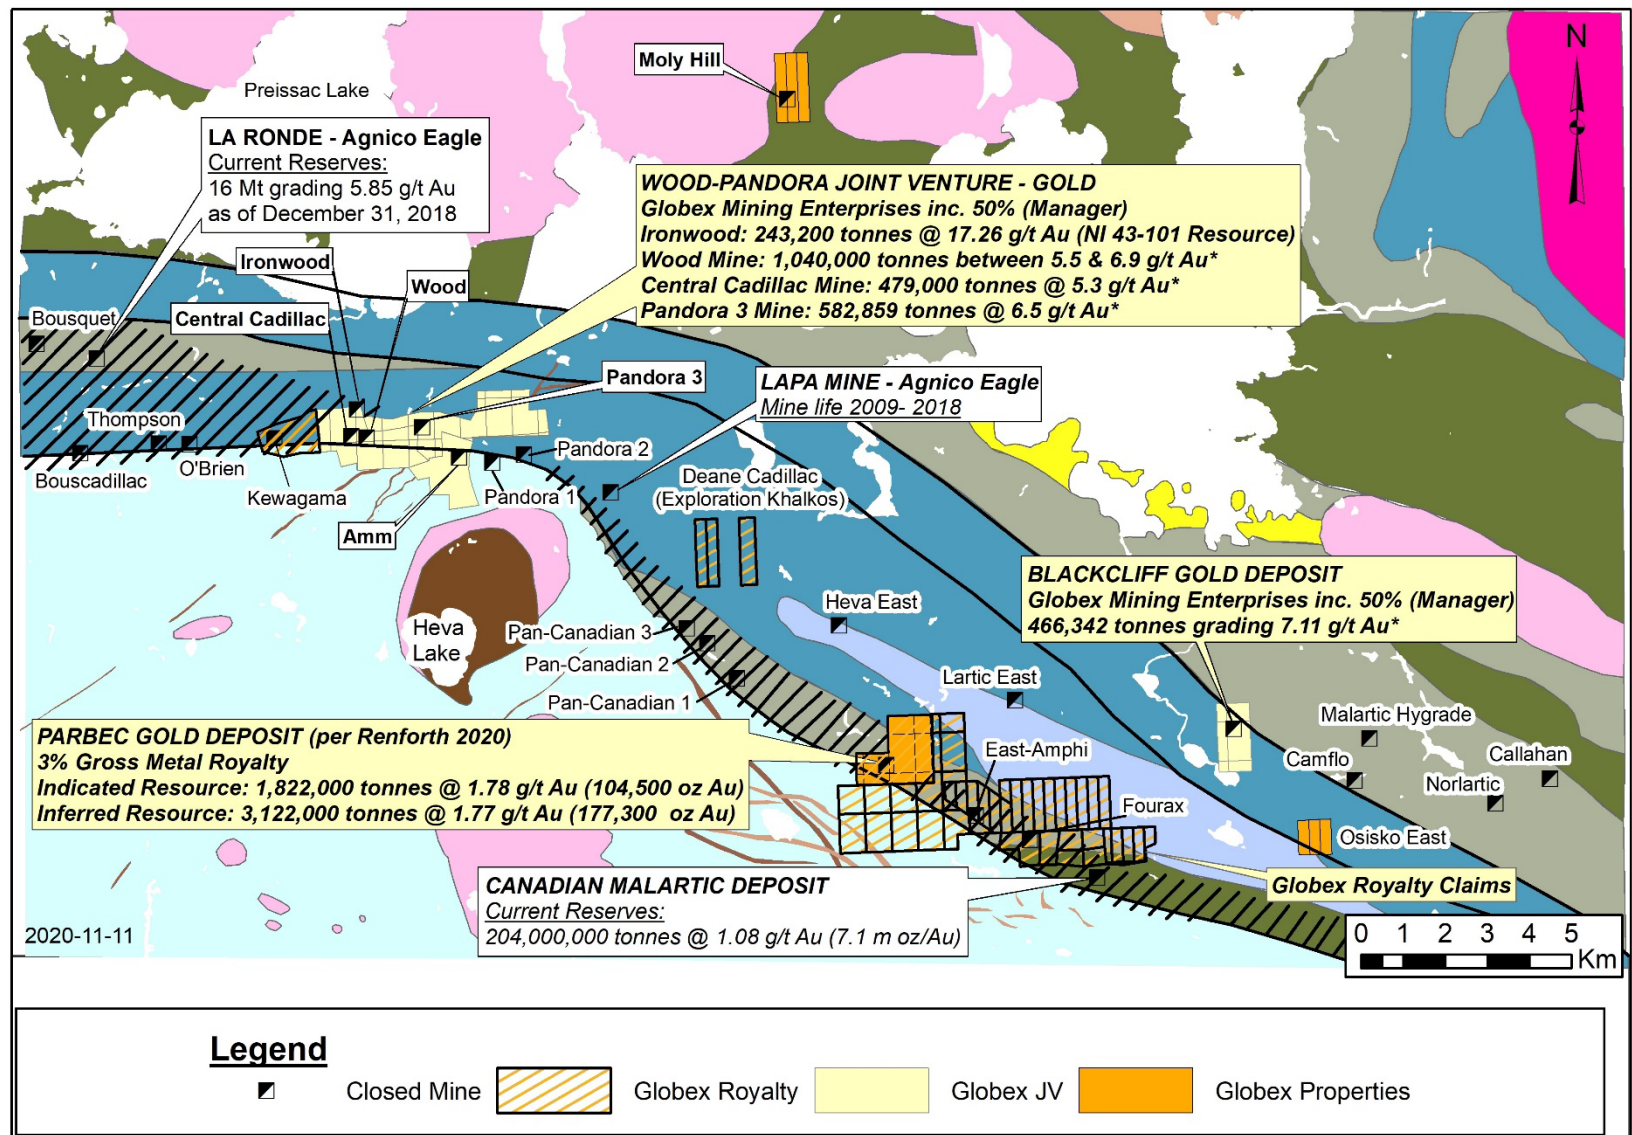 Moly Hill
N
Preissac Lake
LA RONDE - Agnico Eagle
Current Reserves:
16 Mt grading 5.85 g/t Au
as of December 31, 2018
WOOD-PANDORA JOINT VENTURE - GOLD
Globex Mining Enterprises inc. 50% (Manager)
Ironwood: 243,200 tonnes @ 17.26 g/t Au (NI 43-101 Resource)
Wood Mine: 1,040,000 tonnes between 5.5 & 6.9 g/t Au*
Central Cadillac Mine: 479,000 tonnes @ 5.3 g/t Au*
Pandora 3 Mine: 582,859 tonnes @ 6.5 g/t Au*
Ironwood
Wood
Bousquet
Central Cadillac
Pandora 3
LAPA MINE - Agnico Eagle
Mine life 2009- 2018
Thompson
O'Brien
Bouscadillac
Kewagama
Amm
Pandora 1
Pandora 2
Deane Cadillac
(Exploration Khalkos)
BLACKCLIFF GOLD DEPOSIT
Globex Mining Enterprises inc. 50% (Manager)
466,342 tonnes grading 7.11 g/t Au*
Heva
Lake
Pan-Canadian 3
Pan-Canadian 2
Pan-Canadian 1
Heva East
Lartic East
Malartic Hygrade
Camflo
Callahan
Norlartic
PARBEC GOLD DEPOSIT (per Renforth 2020)
3% Gross Metal Royalty
Indicated Resource: 1,822,000 tonnes @ 1.78 g/t Au (104,500 oz Au)
Inferred Resource: 3,122,000 tonnes @ 1.77 g/t Au (177,300 oz Au)
East-Amphi
Fourax
Osisko East
CANADIAN MALARTIC DEPOSIT
Current Reserves:
204,000,000 tonnes @ 1.08 g/t Au (7.1 m oz/Au)
Globex Royalty Claims
2020-11-11
0 1 2 3 4 5
Km
Legend
Closed Mine
Globex Royalty
Globex JV
Globex Properties